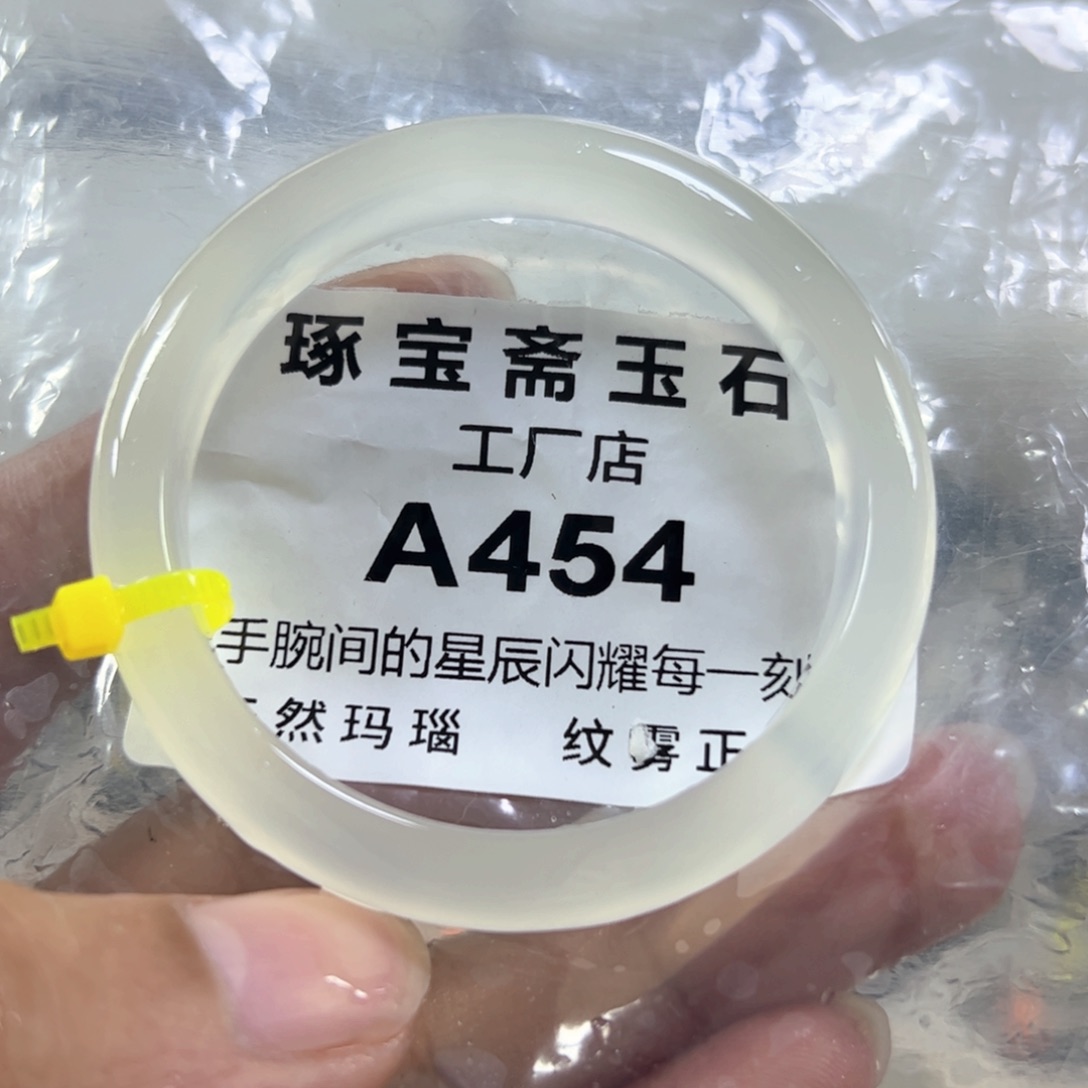 琢宝斋玉石
工厂店
A454
手腕间的星辰闪耀每一刻
然玛瑙 纹雾正